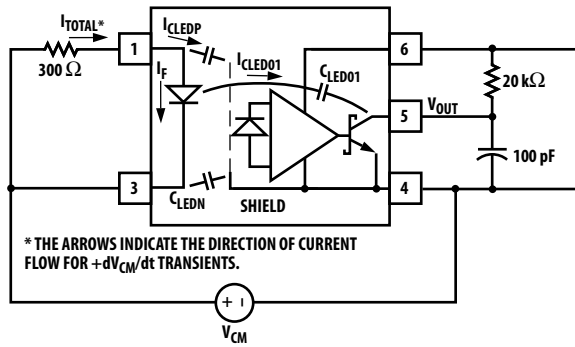 I_TOTAL*
300 Ω
1
I_CLEDP
I_F
I_CLED01
C_LED01
6
20 kΩ
5
V_OUT
100 pF
3
C_LEDN
SHIELD
4
* THE ARROWS INDICATE THE DIRECTION OF CURRENT
FLOW FOR +dV_CM/dt TRANSIENTS.
+ –
V_CM